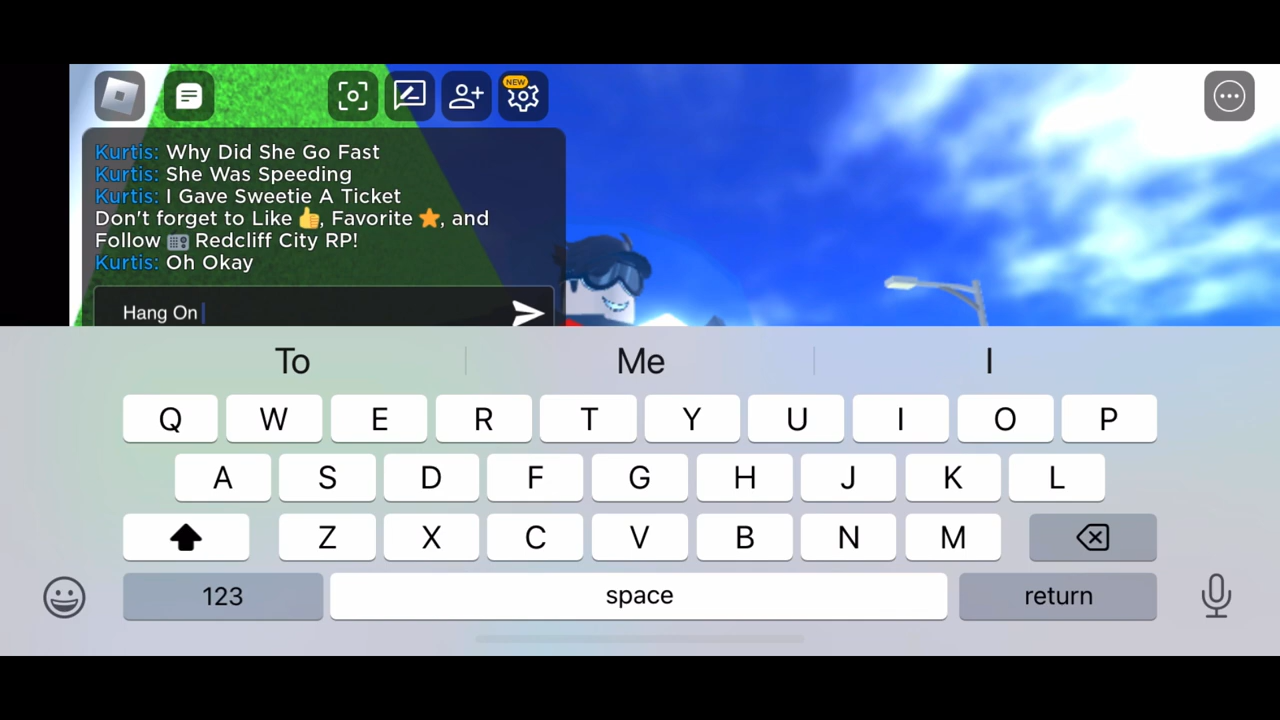 NEW
Kurtis: Why Did She Go Fast
Kurtis: She Was Speeding
Kurtis: I Gave Sweetie A Ticket
Don't forget to Like 👍, Favorite ⭐, and
Follow 📻 Redcliff City RP!
Kurtis: Oh Okay
Hang On
To Me I
Q W E R T Y U I O P
A S D F G H J K L
Z X C V B N M
123 space return